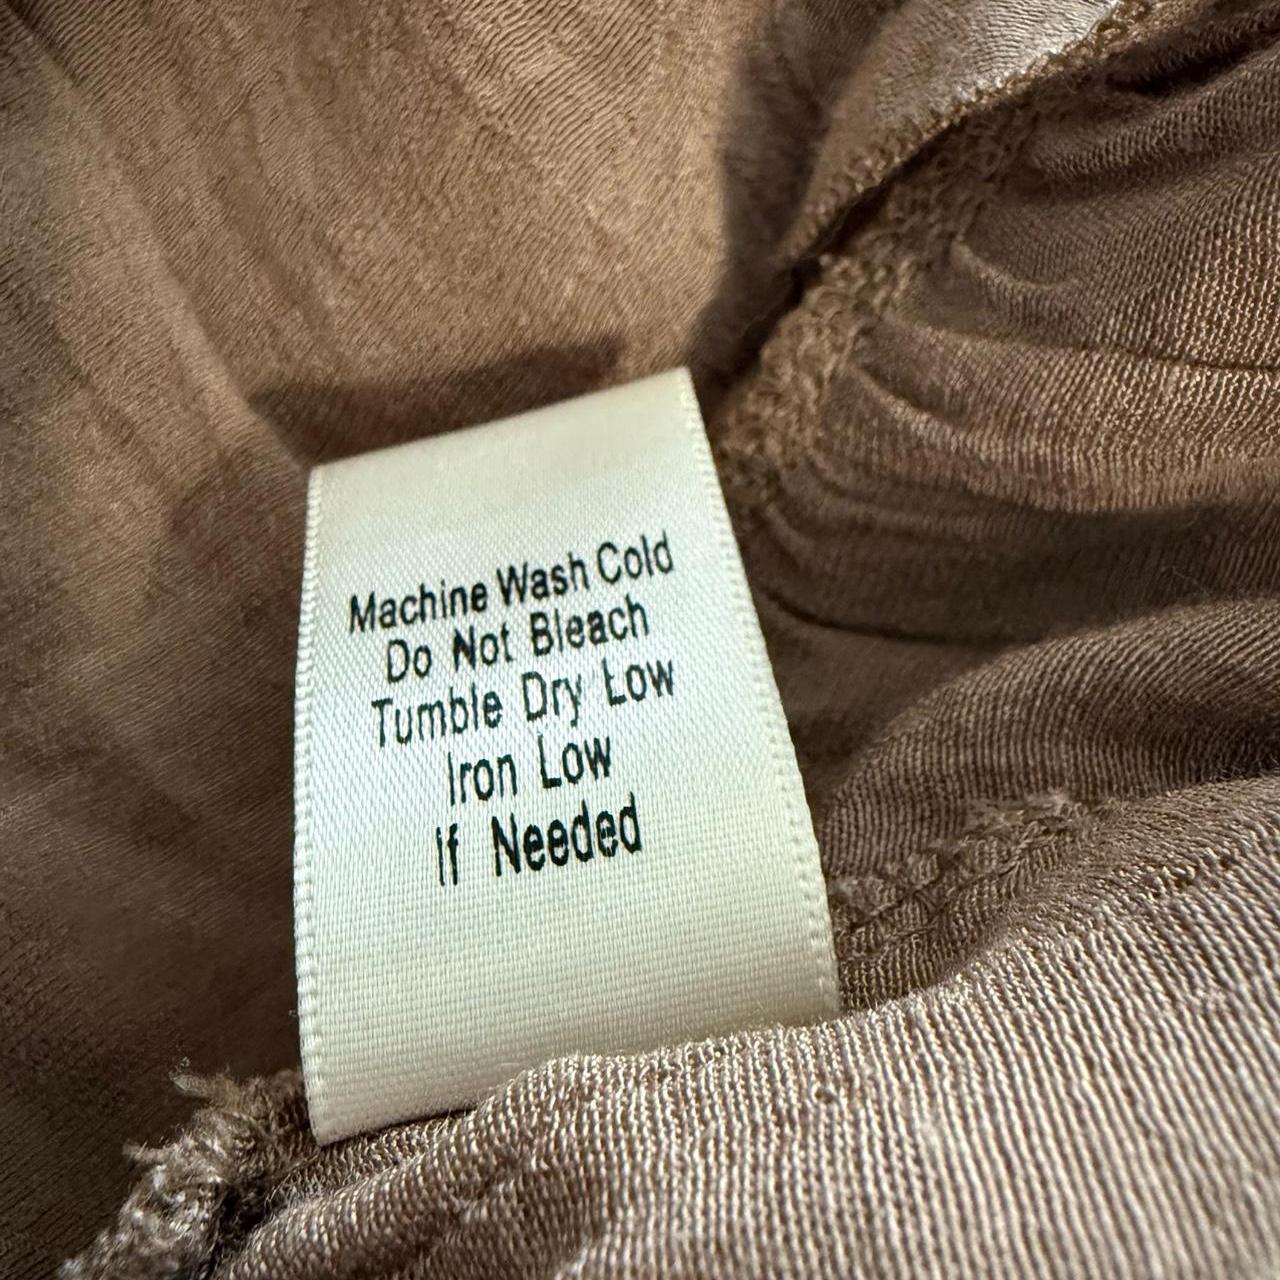 Machine Wash Cold
Do Not Bleach
Tumble Dry Low
Iron Low
If Needed